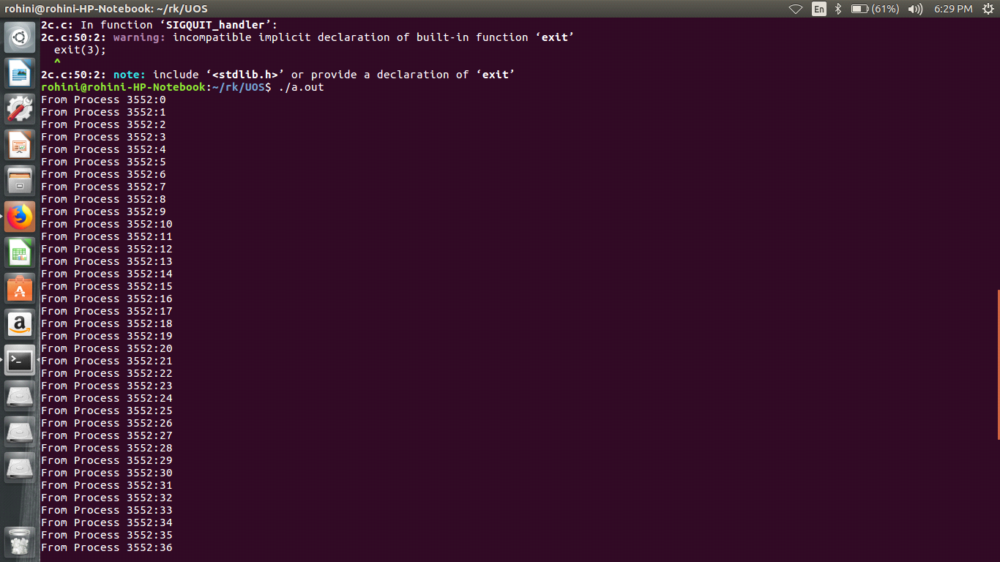 rohini@rohini-HP-Notebook: ~/rk/UOS
En
(61%)
6:29 PM
2c.c: In function ‘SIGQUIT_handler’:
2c.c:50:2: warning: incompatible implicit declaration of built-in function ‘exit’
  exit(3);
  ^
2c.c:50:2: note: include ‘<stdlib.h>’ or provide a declaration of ‘exit’
rohini@rohini-HP-Notebook:~/rk/UOS$ ./a.out
From Process 3552:0
From Process 3552:1
From Process 3552:2
From Process 3552:3
From Process 3552:4
From Process 3552:5
From Process 3552:6
From Process 3552:7
From Process 3552:8
From Process 3552:9
From Process 3552:10
From Process 3552:11
From Process 3552:12
From Process 3552:13
From Process 3552:14
From Process 3552:15
From Process 3552:16
From Process 3552:17
From Process 3552:18
From Process 3552:19
From Process 3552:20
From Process 3552:21
From Process 3552:22
From Process 3552:23
From Process 3552:24
From Process 3552:25
From Process 3552:26
From Process 3552:27
From Process 3552:28
From Process 3552:29
From Process 3552:30
From Process 3552:31
From Process 3552:32
From Process 3552:33
From Process 3552:34
From Process 3552:35
From Process 3552:36